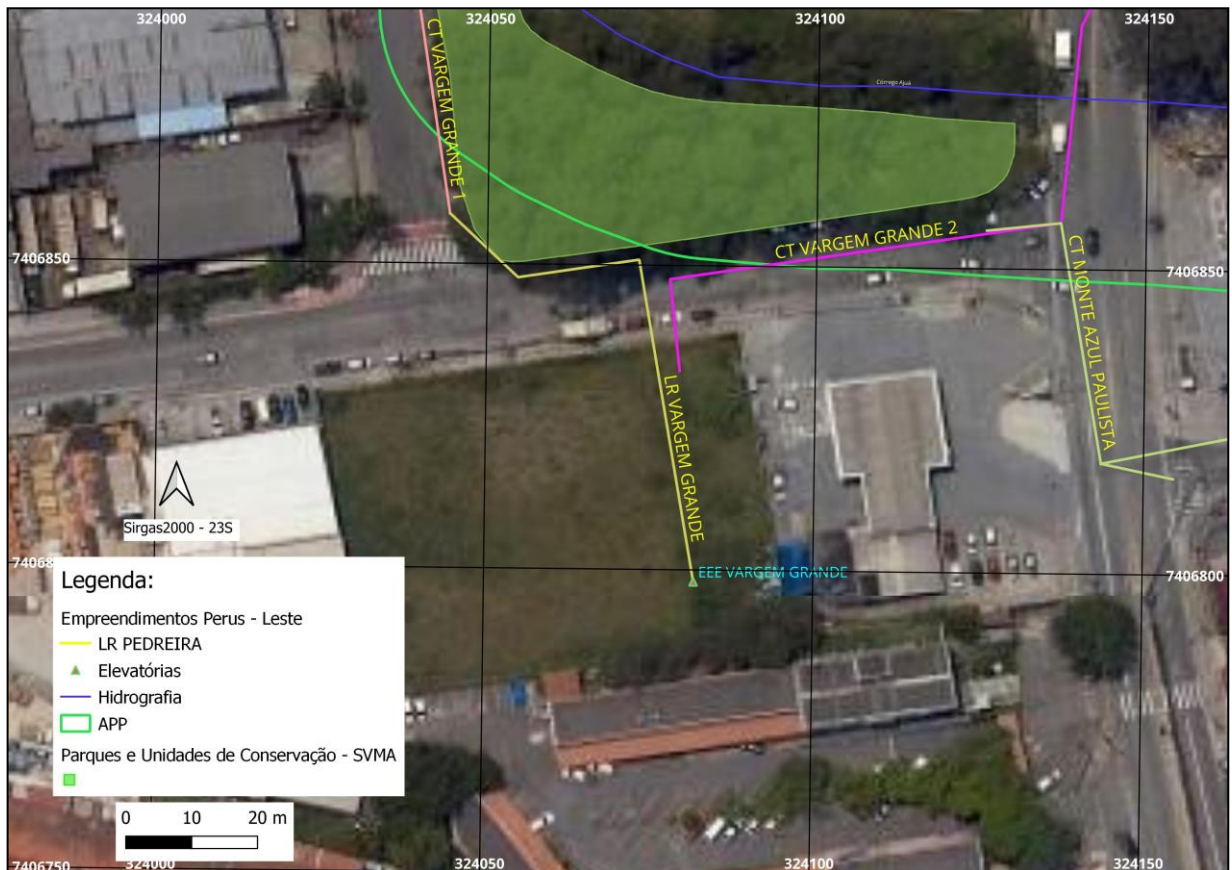 324000
324050
324100
324150
CT VARGEM GRANDE 1
Córrego Ajuá
7406850
CT VARGEM GRANDE 2
7406850
CT MONTE AZUL PAULISTA
LR VARGEM GRANDE
Sirgas2000 - 23S
74068
EEE VARGEM GRANDE
7406800
Legenda:
Empreendimentos Perus - Leste
LR PEDREIRA
Elevatórias
Hidrografia
APP
Parques e Unidades de Conservação - SVMA
0 10 20 m
7406750
324000
324050
324100
324150